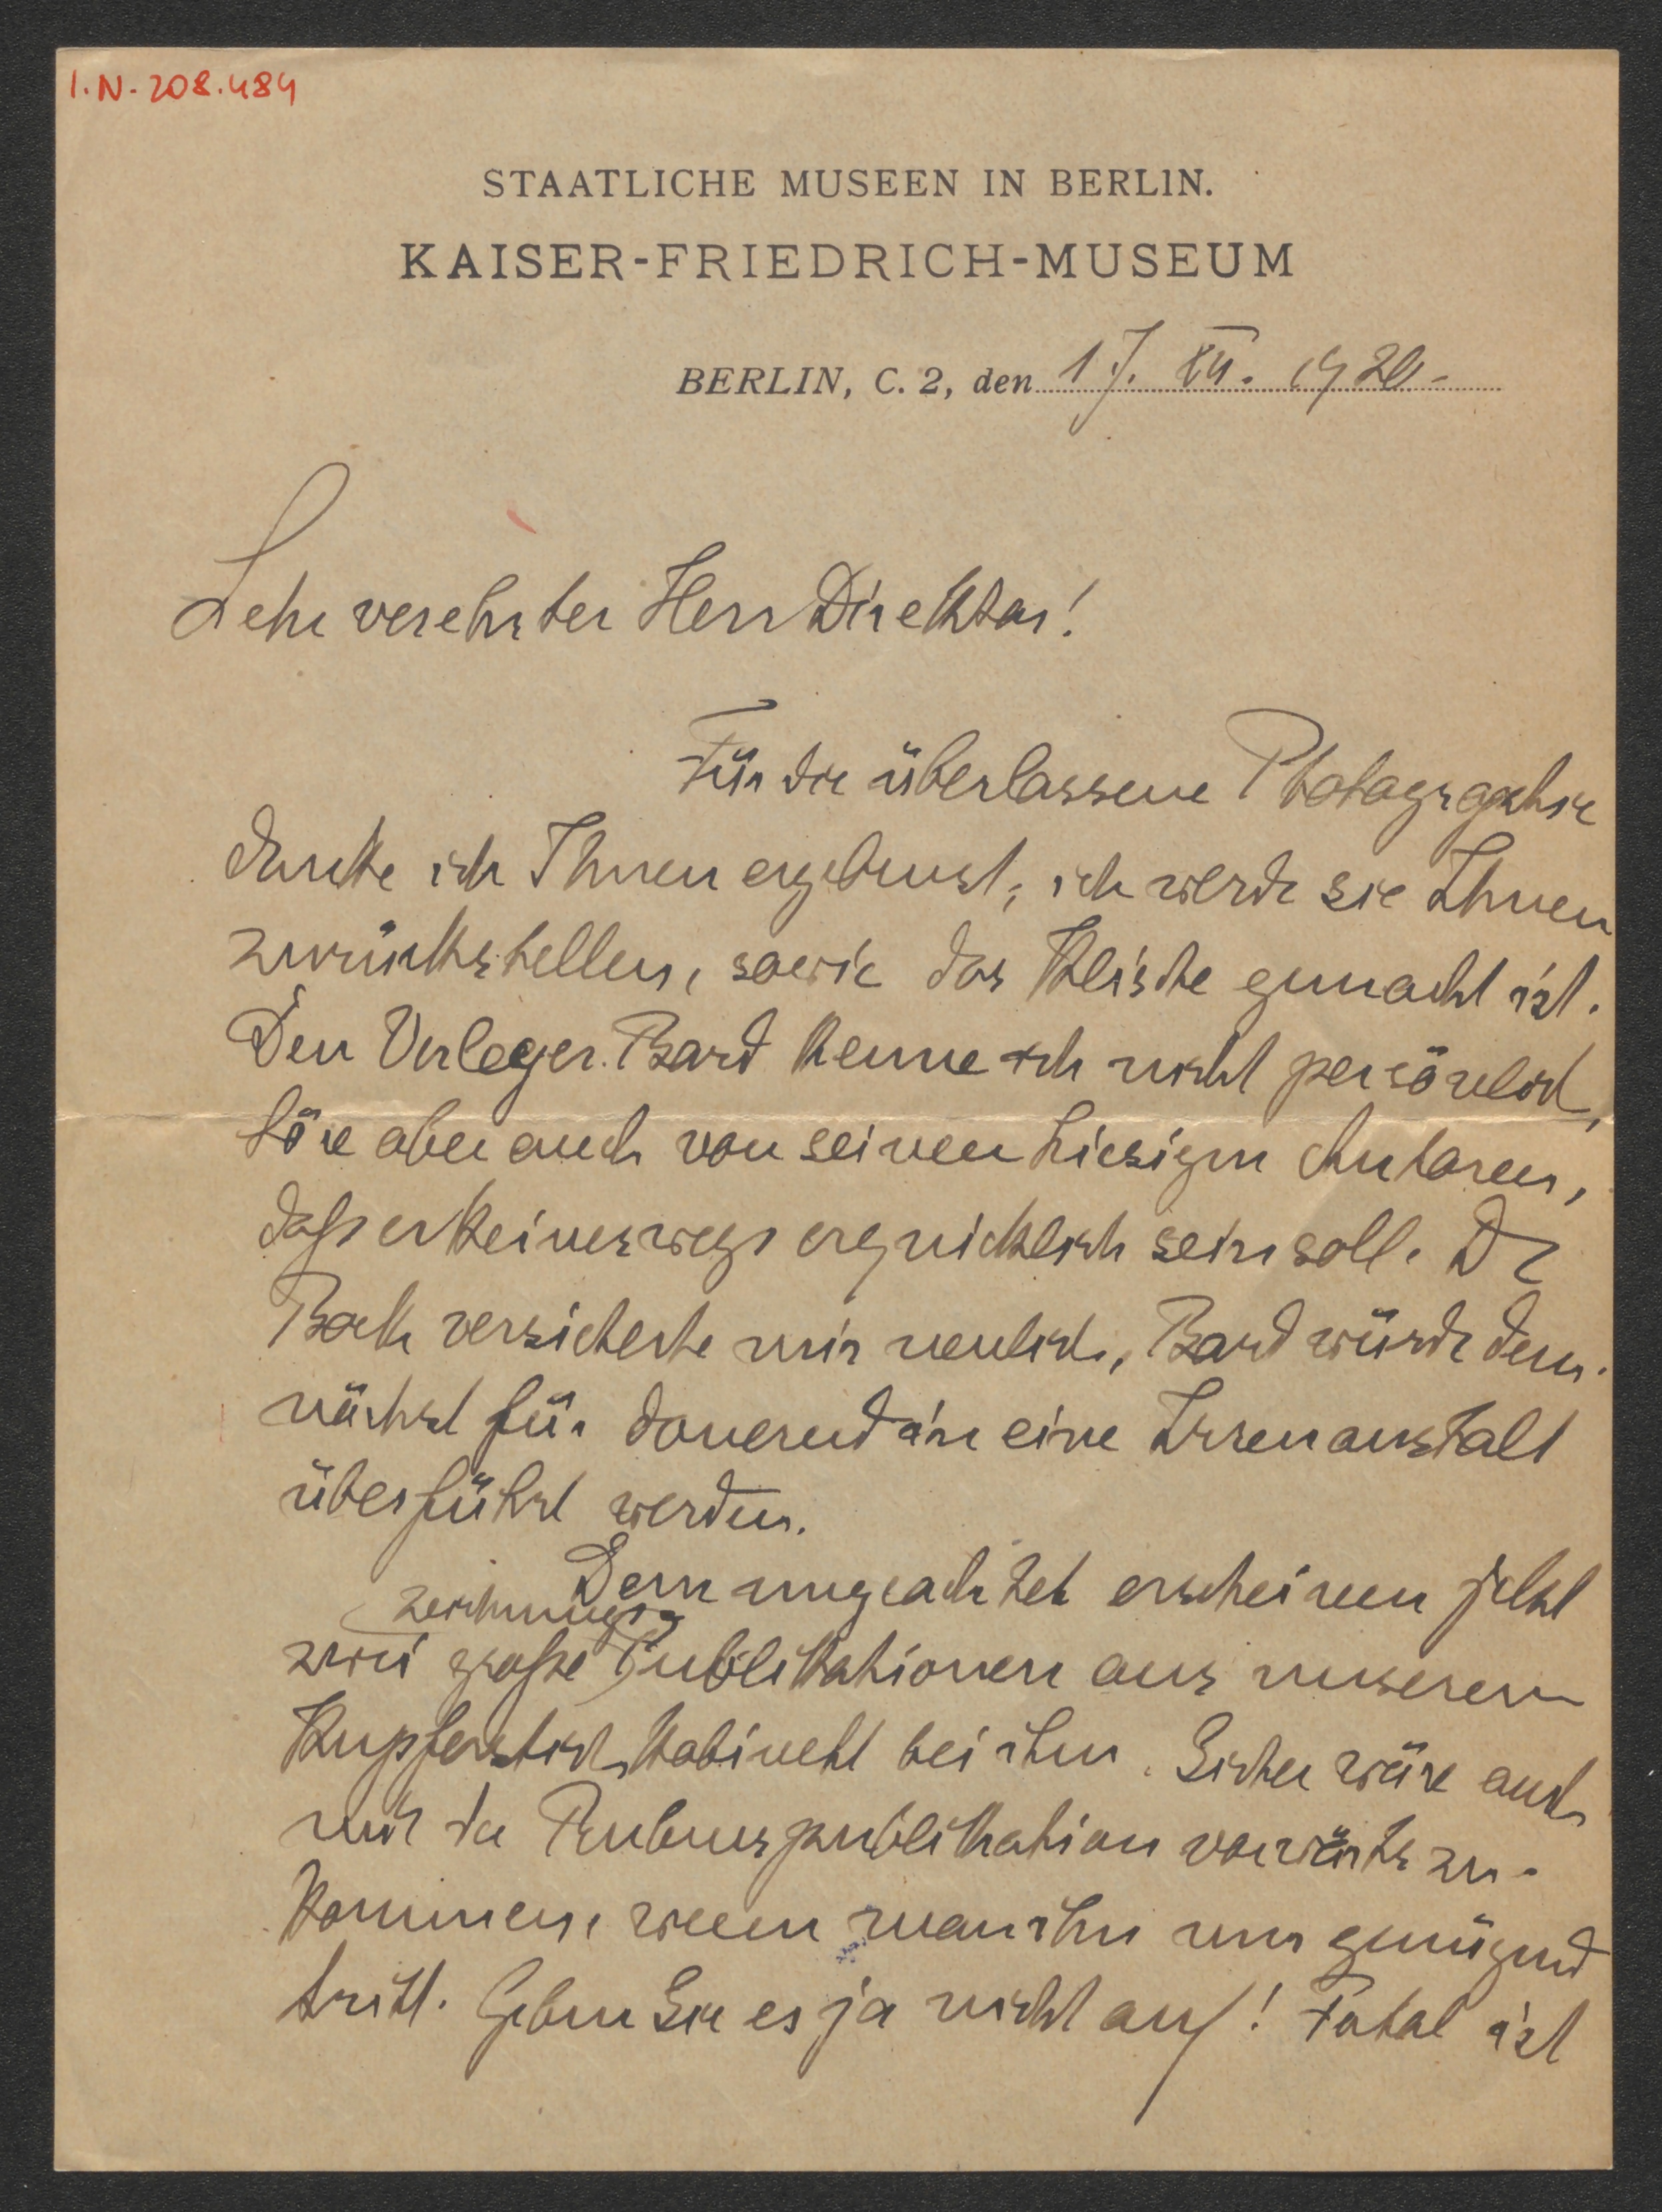 I.N. 208.484
STAATLICHE MUSEEN IN BERLIN.
KAISER-FRIEDRICH-MUSEUM
BERLIN, C. 2, den 17. XII. 1920.
Sehr verehrter Herr Direktor!
Für die überlassene Photographie
danke ich Ihnen ergebenst, ich werde sie Ihnen
zurückstellen, sowie das Klische gemacht ist.
Den Verleger Bard kenne ich nicht persönlich,
höre aber auch von seinen hiesigen Autoren,
daß er keineswegs erquicklich sein soll. Dr
Bock versicherte mir neulich, Bard würde dem-
nächst für dauernd in eine Irrenanstalt
überführt werden.
Dem ungeachtet erscheinen jetzt
zwei große Zeichnungs-Publikationen aus unserem
Kupferstichkabinett bei ihm. Sicher wäre auch
mit der Rubenspublikation vorwärts zu-
kommen, wenn man ihn nur genügend
tritt. Geben Sie es ja nicht auf! Fatal ist